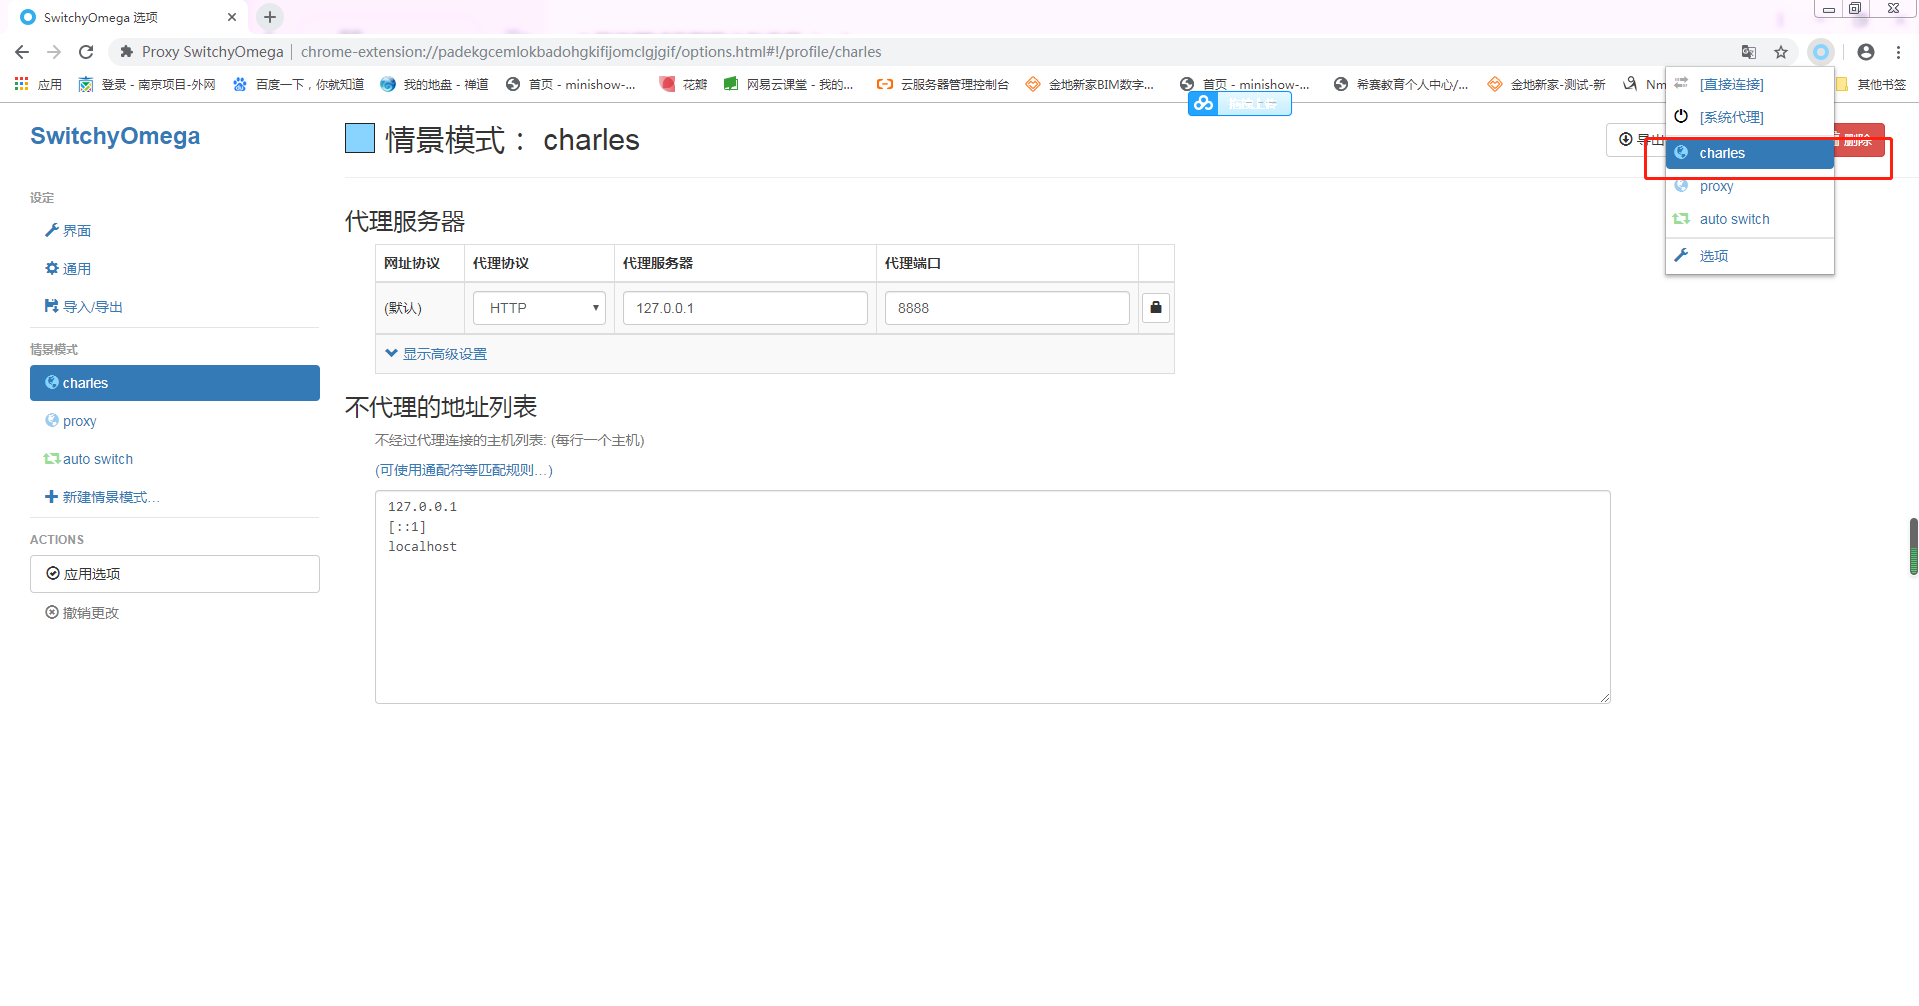 SwitchyOmega 选项
Proxy SwitchyOmega
chrome-extension://padekgcemlokbadohgkifijomclgjgif/options.html#!/profile/charles
应用
登录 - 南京项目-外网
百度一下，你就知道
我的地盘 - 禅道
首页 - minishow-...
花瓣
网易云课堂 - 我的...
云服务器管理控制台
金地新家BIM数字...
首页 - minishow-...
希赛教育个人中心/...
金地新家-测试-新
Nm
其他书签
[直接连接]
[系统代理]
charles
proxy
auto switch
选项
SwitchyOmega
情景模式： charles
导出
删除
设定
界面
通用
导入/导出
情景模式
charles
proxy
auto switch
新建情景模式...
ACTIONS
应用选项
撤销更改
代理服务器
网址协议 代理协议 代理服务器 代理端口
(默认) HTTP 127.0.0.1 8888
显示高级设置
不代理的地址列表
不经过代理连接的主机列表: (每行一个主机)
(可使用通配符等匹配规则...)
127.0.0.1
[::1]
localhost